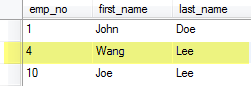 emp_no first_name last_name
1 John Doe
4 Wang Lee
10 Joe Lee